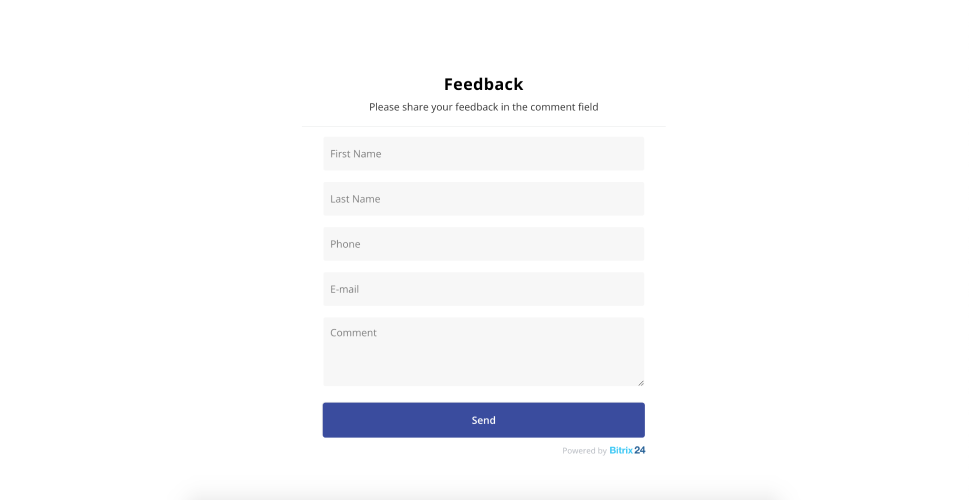 Feedback
Please share your feedback in the comment field
First Name
Last Name
Phone
E-mail
Comment
Send
Powered by Bitrix24